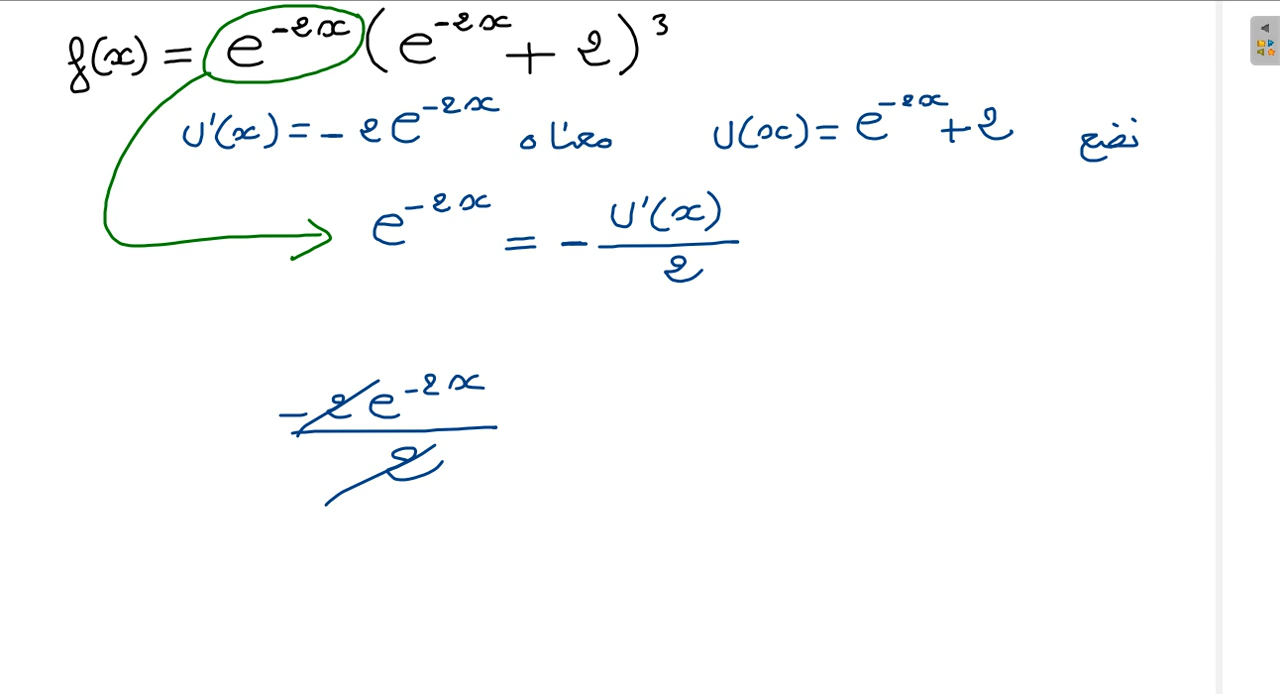 f(x) = e^{-2x} (e^{-2x} + 2)^3
نضع U(x) = e^{-2x} + 2 معناه U'(x) = -2e^{-2x}
e^{-2x} = - U'(x)/2
-2e^{-2x}/2